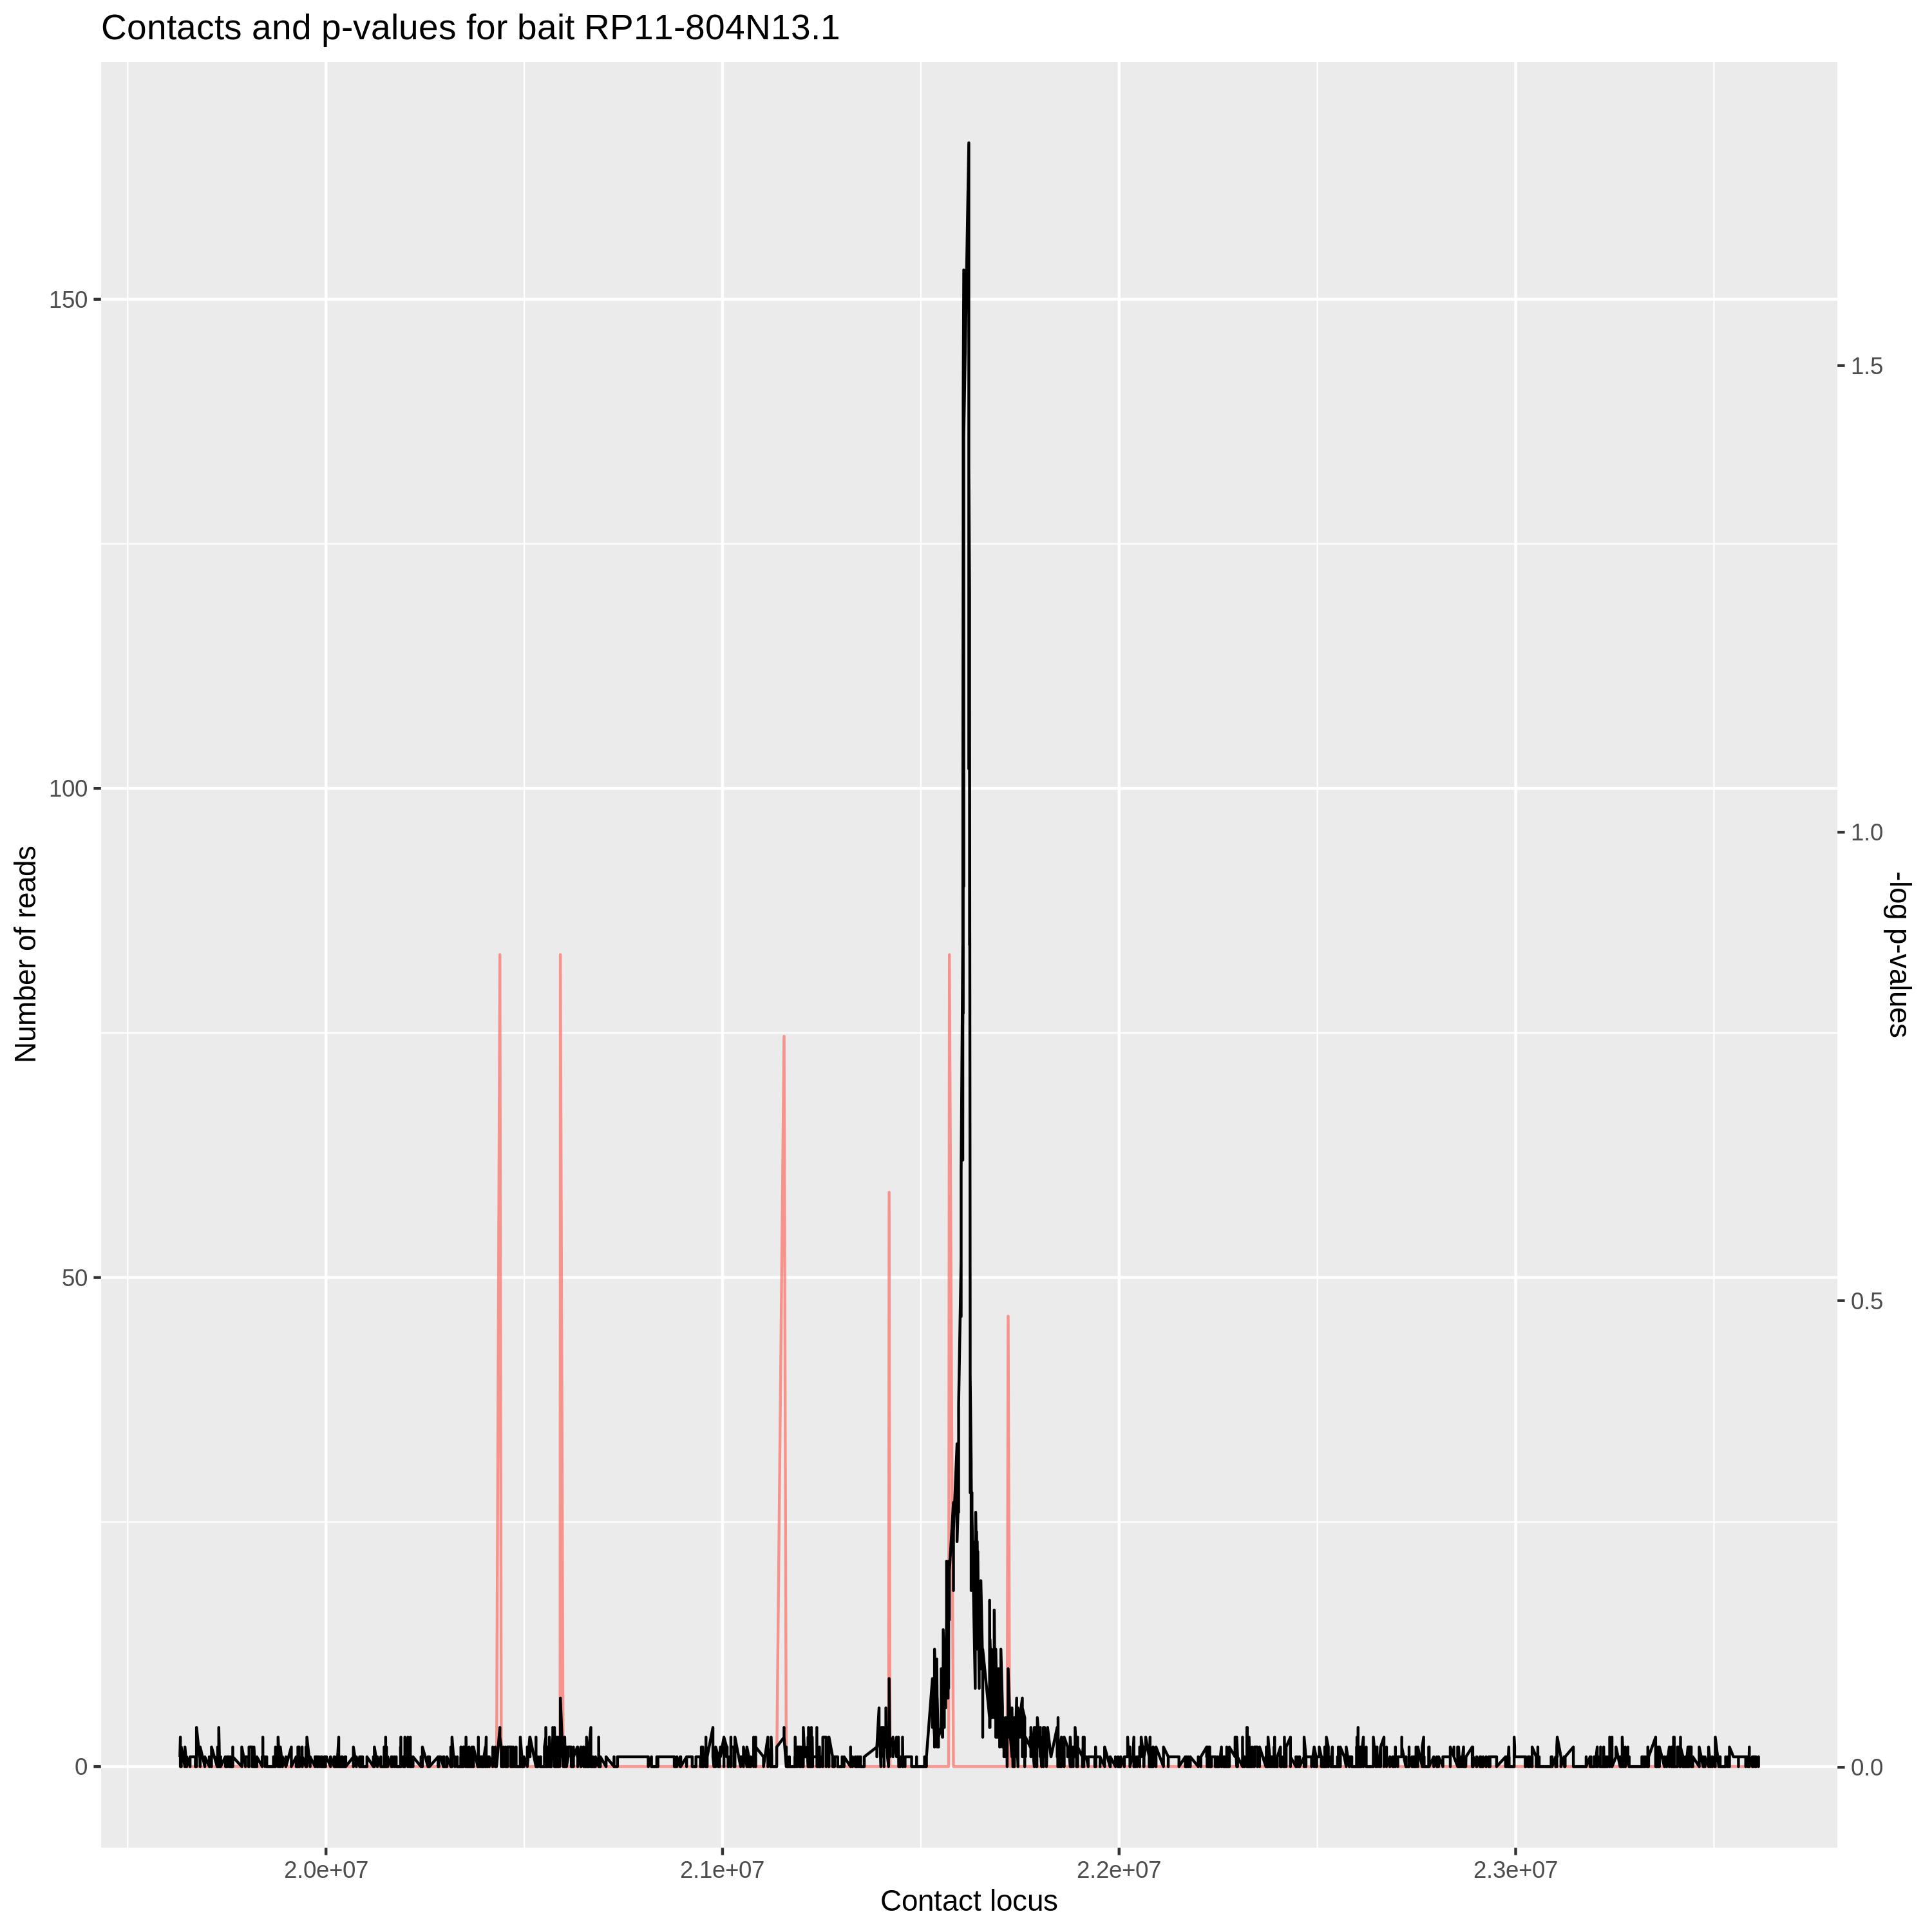 Contacts and p-values for bait RP11-804N13.1
Number of reads
150
100
50
0
1.5
1.0
0.5
0.0
-log p-values
2.0e+07 2.1e+07 2.2e+07 2.3e+07
Contact locus